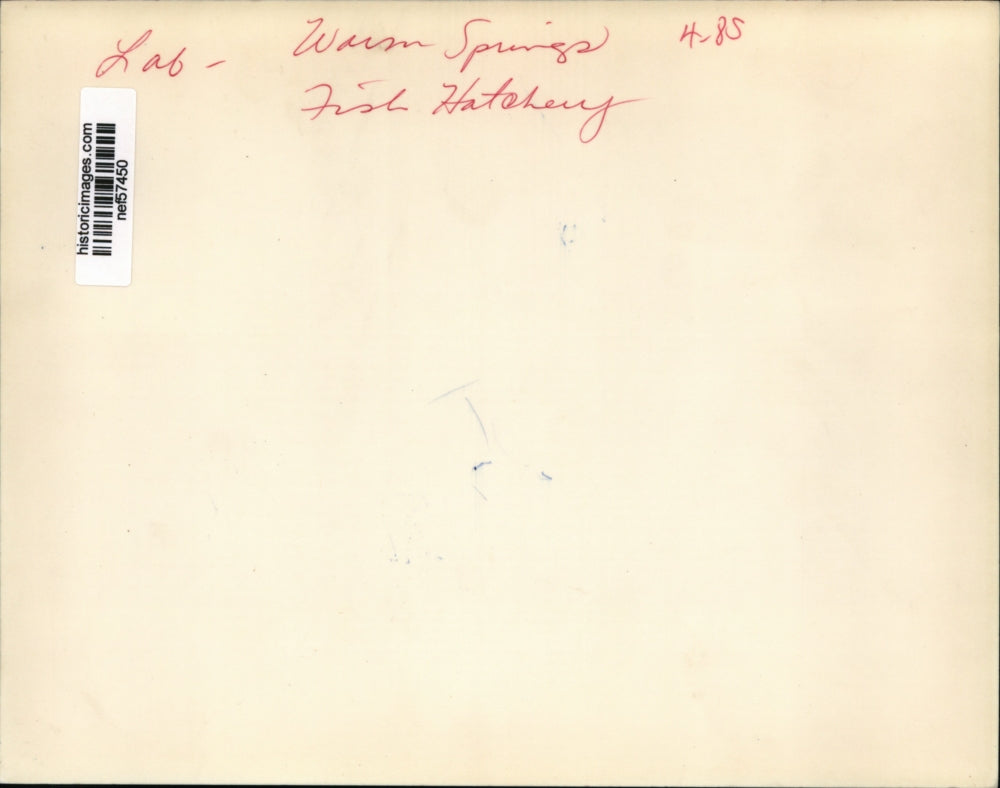 Lab - Warm Springs 4-85
Fish Hatchery
historicimages.com
nef57450